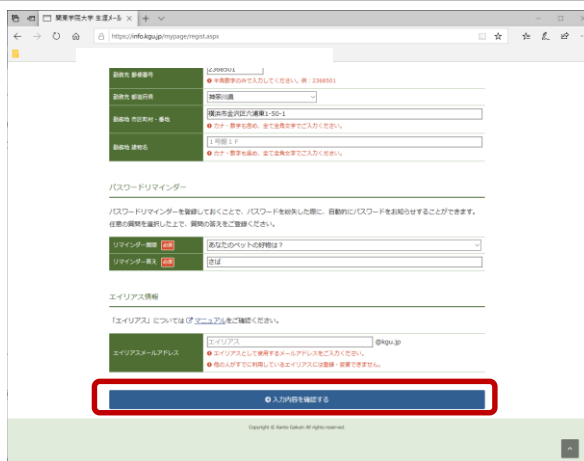 関東学院大学 生涯メール
https://info.kgu.jp/mypage/regist.aspx
勤務先 郵便番号
2368501
半角数字のみで入力してください。例：2368501
勤務先 都道府県
神奈川県
勤務地 市区町村・番地
横浜市金沢区六浦東1-50-1
カナ・数字も含め、全て全角文字でご入力ください。
勤務地 建物名
1号館1F
カナ・数字も含め、全て全角文字でご入力ください。
パスワードリマインダー
パスワードリマインダーを登録しておくことで、パスワードを紛失した際に、自動的にパスワードをお知らせすることができます。
任意の質問を選択した上で、質問の答えをご登録ください。
リマインダー質問 必須
あなたのペットの好物は？
リマインダー答え 必須
さば
エイリアス情報
「エイリアス」については マニュアルをご確認ください。
エイリアスメールアドレス
エイリアス @kgu.jp
エイリアスとして使用するメールアドレスをご入力ください。
他の人がすでに利用しているエイリアスには登録・変更できません。
入力内容を確認する
Copyright © Kanto Gakuin All rights reserved.